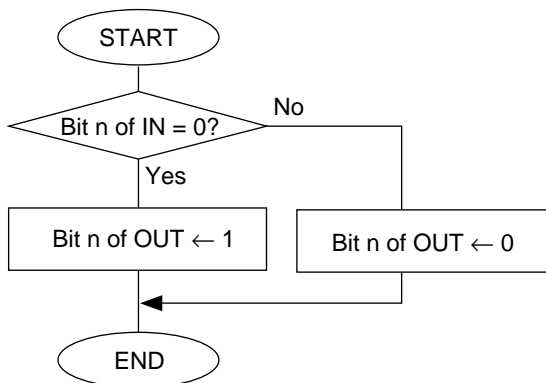 START
Bit n of IN = 0?
No
Yes
Bit n of OUT ← 1
Bit n of OUT ← 0
END